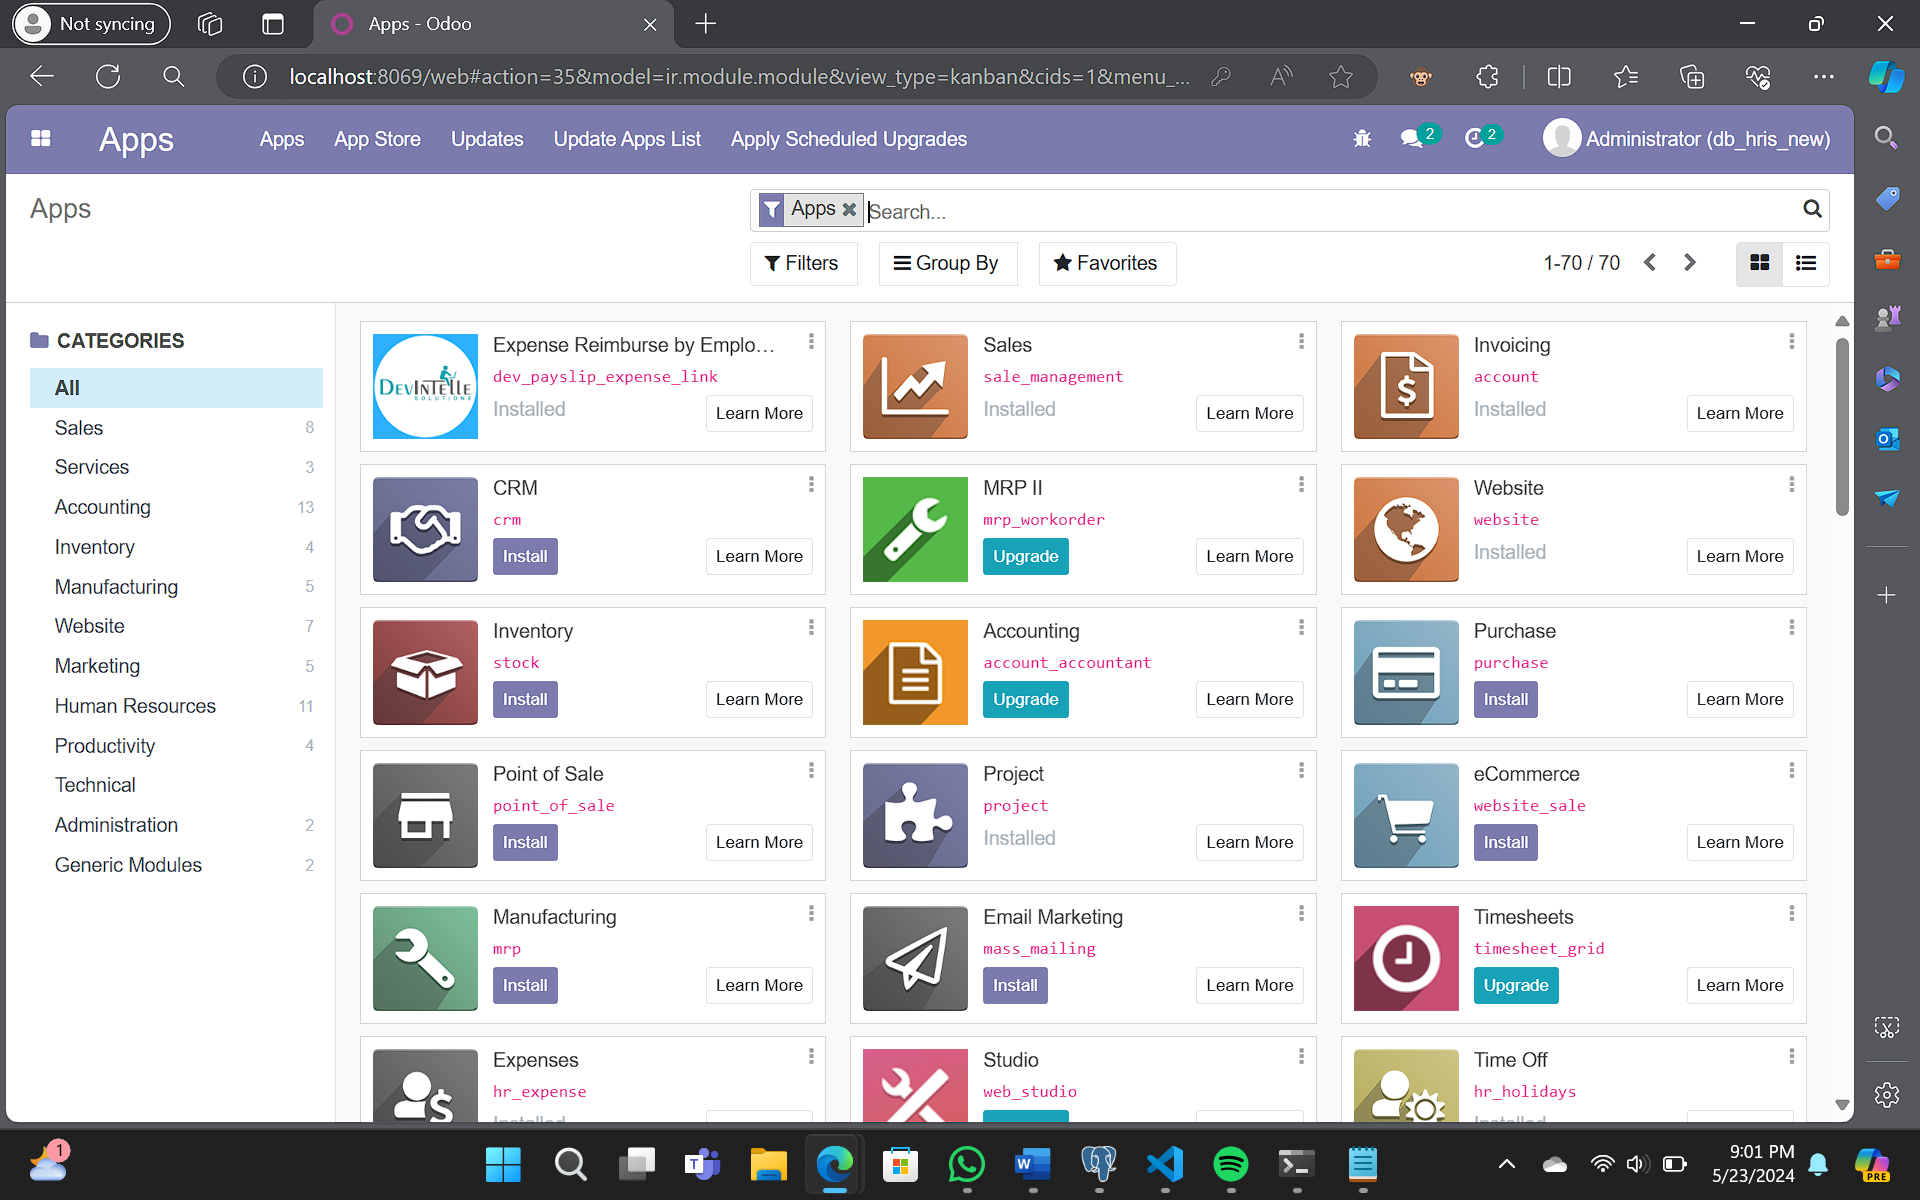 Not syncing
Apps - Odoo
localhost:8069/web#action=35&model=ir.module.module&view_type=kanban&cids=1&menu_...
Apps
Apps
App Store
Updates
Update Apps List
Apply Scheduled Upgrades
2
2
Administrator (db_hris_new)
Apps
Apps
Search...
Filters
Group By
Favorites
1-70 / 70
CATEGORIES
All
Sales 8
Services 3
Accounting 13
Inventory 4
Manufacturing 5
Website 7
Marketing 5
Human Resources 11
Productivity 4
Technical
Administration 2
Generic Modules 2
DEVINTELLE
SOLUTIONS
Expense Reimburse by Emplo...
dev_payslip_expense_link
Installed
Learn More
Sales
sale_management
Installed
Learn More
Invoicing
account
Installed
Learn More
CRM
crm
Install
Learn More
MRP II
mrp_workorder
Upgrade
Learn More
Website
website
Installed
Learn More
Inventory
stock
Install
Learn More
Accounting
account_accountant
Upgrade
Learn More
Purchase
purchase
Install
Learn More
Point of Sale
point_of_sale
Install
Learn More
Project
project
Installed
Learn More
eCommerce
website_sale
Install
Learn More
Manufacturing
mrp
Install
Learn More
Email Marketing
mass_mailing
Install
Learn More
Timesheets
timesheet_grid
Upgrade
Learn More
Expenses
hr_expense
Installed
Studio
web_studio
Time Off
hr_holidays
Installed
1
9:01 PM
5/23/2024
PRE